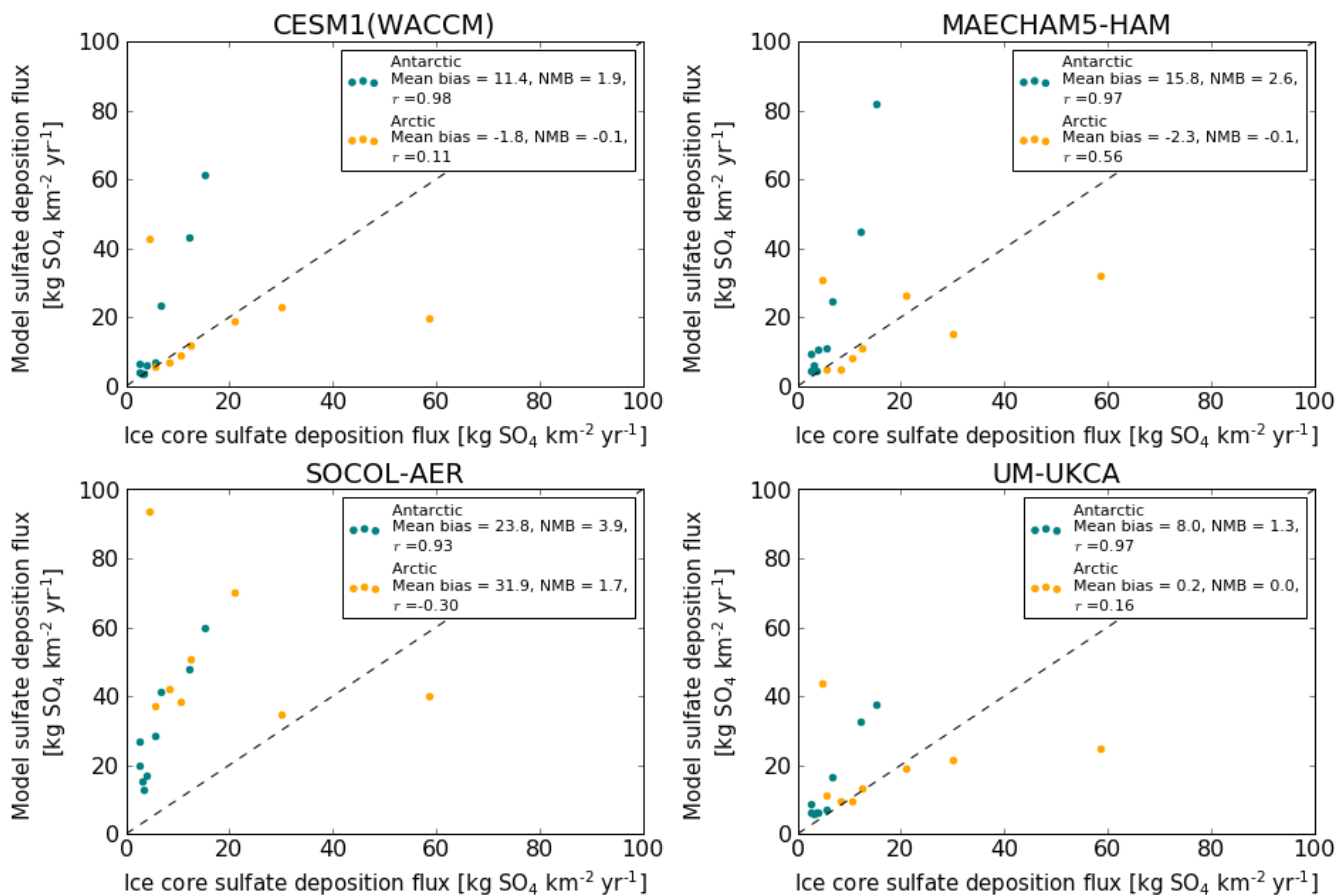 CESM1(WACCM)
100
80
60
40
20
0
Model sulfate deposition flux
[kg SO₄ km⁻² yr⁻¹]
Antarctic
Mean bias = 11.4, NMB = 1.9,
r =0.98
Arctic
Mean bias = -1.8, NMB = -0.1,
r =0.11
0 20 40 60 80 100
Ice core sulfate deposition flux [kg SO₄ km⁻² yr⁻¹]
MAECHAM5-HAM
100
80
60
40
20
0
Model sulfate deposition flux
[kg SO₄ km⁻² yr⁻¹]
Antarctic
Mean bias = 15.8, NMB = 2.6,
r =0.97
Arctic
Mean bias = -2.3, NMB = -0.1,
r =0.56
0 20 40 60 80 100
Ice core sulfate deposition flux [kg SO₄ km⁻² yr⁻¹]
SOCOL-AER
100
80
60
40
20
0
Model sulfate deposition flux
[kg SO₄ km⁻² yr⁻¹]
Antarctic
Mean bias = 23.8, NMB = 3.9,
r =0.93
Arctic
Mean bias = 31.9, NMB = 1.7,
r =-0.30
0 20 40 60 80 100
Ice core sulfate deposition flux [kg SO₄ km⁻² yr⁻¹]
UM-UKCA
100
80
60
40
20
0
Model sulfate deposition flux
[kg SO₄ km⁻² yr⁻¹]
Antarctic
Mean bias = 8.0, NMB = 1.3,
r =0.97
Arctic
Mean bias = 0.2, NMB = 0.0,
r =0.16
0 20 40 60 80 100
Ice core sulfate deposition flux [kg SO₄ km⁻² yr⁻¹]